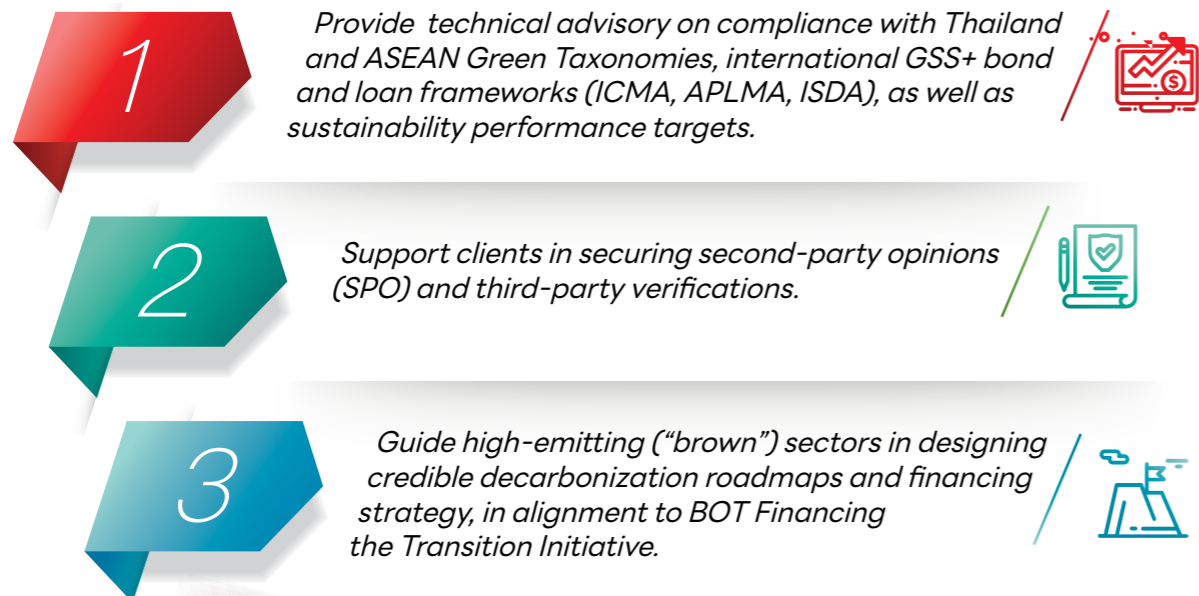 1
Provide technical advisory on compliance with Thailand
and ASEAN Green Taxonomies, international GSS+ bond
and loan frameworks (ICMA, APLMA, ISDA), as well as
sustainability performance targets.
$
2
Support clients in securing second-party opinions
(SPO) and third-party verifications.
3
Guide high-emitting (“brown”) sectors in designing
credible decarbonization roadmaps and financing
strategy, in alignment to BOT Financing
the Transition Initiative.